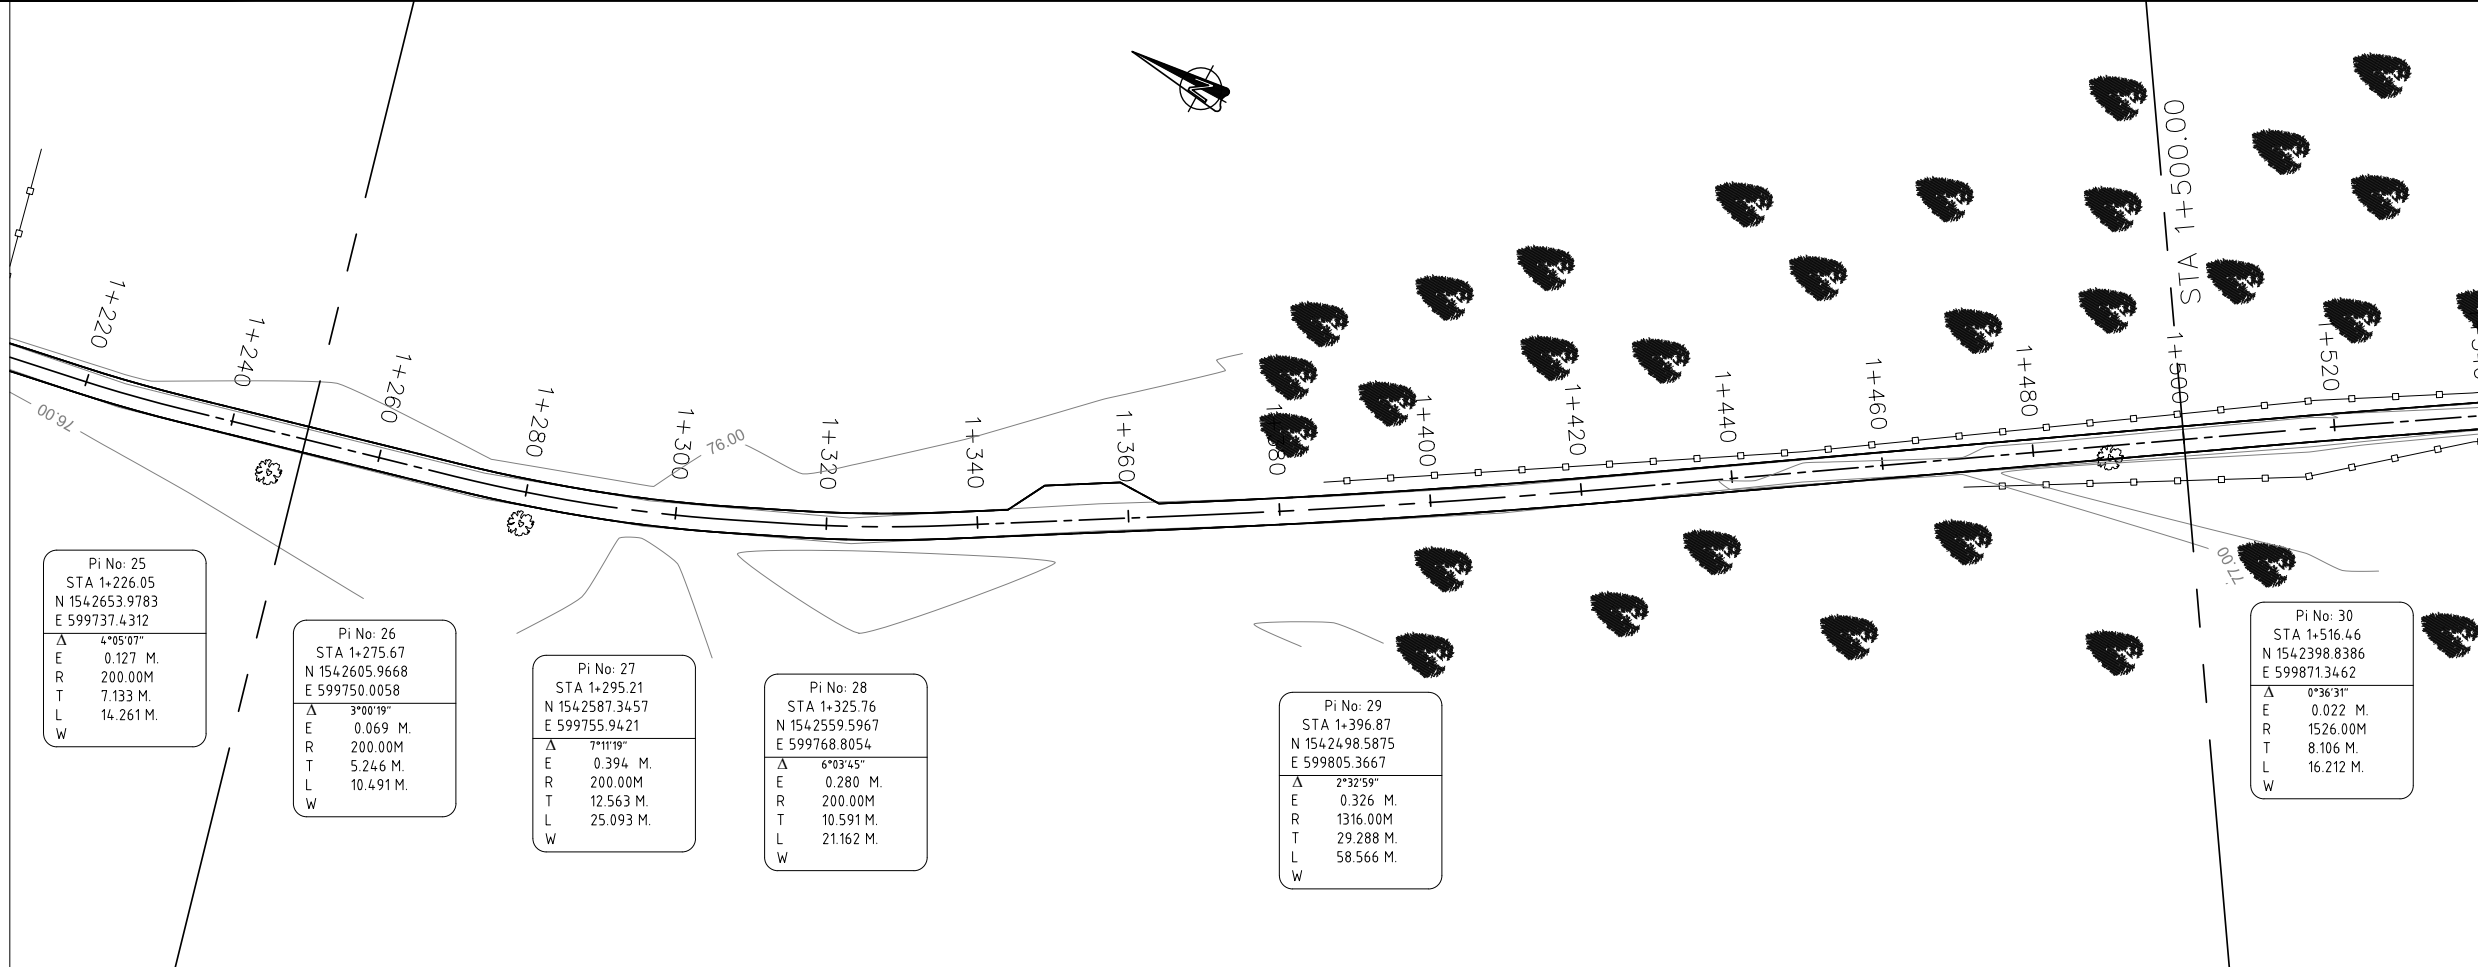 1+220
1+240
1+260
1+280
1+300
1+320
1+340
1+360
1+400
1+420
1+440
1+460
1+480
1+500
1+520
STA 1+500.00
76.00
76.00
77.00
Pi No: 25
STA 1+226.05
N 1542653.9783
E 599737.4312
Δ 4°05'07"
E 0.127 M.
R 200.00M
T 7.133 M.
L 14.261 M.
W
Pi No: 26
STA 1+275.67
N 1542605.9668
E 599750.0058
Δ 3°00'19"
E 0.069 M.
R 200.00M
T 5.246 M.
L 10.491 M.
W
Pi No: 27
STA 1+295.21
N 1542587.3457
E 599755.9421
Δ 7°11'19"
E 0.394 M.
R 200.00M
T 12.563 M.
L 25.093 M.
W
Pi No: 28
STA 1+325.76
N 1542559.5967
E 599768.8054
Δ 6°03'45"
E 0.280 M.
R 200.00M
T 10.591 M.
L 21.162 M.
W
Pi No: 29
STA 1+396.87
N 1542498.5875
E 599805.3667
Δ 2°32'59"
E 0.326 M.
R 1316.00M
T 29.288 M.
L 58.566 M.
W
Pi No: 30
STA 1+516.46
N 1542398.8386
E 599871.3462
Δ 0°36'31"
E 0.022 M.
R 1526.00M
T 8.106 M.
L 16.212 M.
W